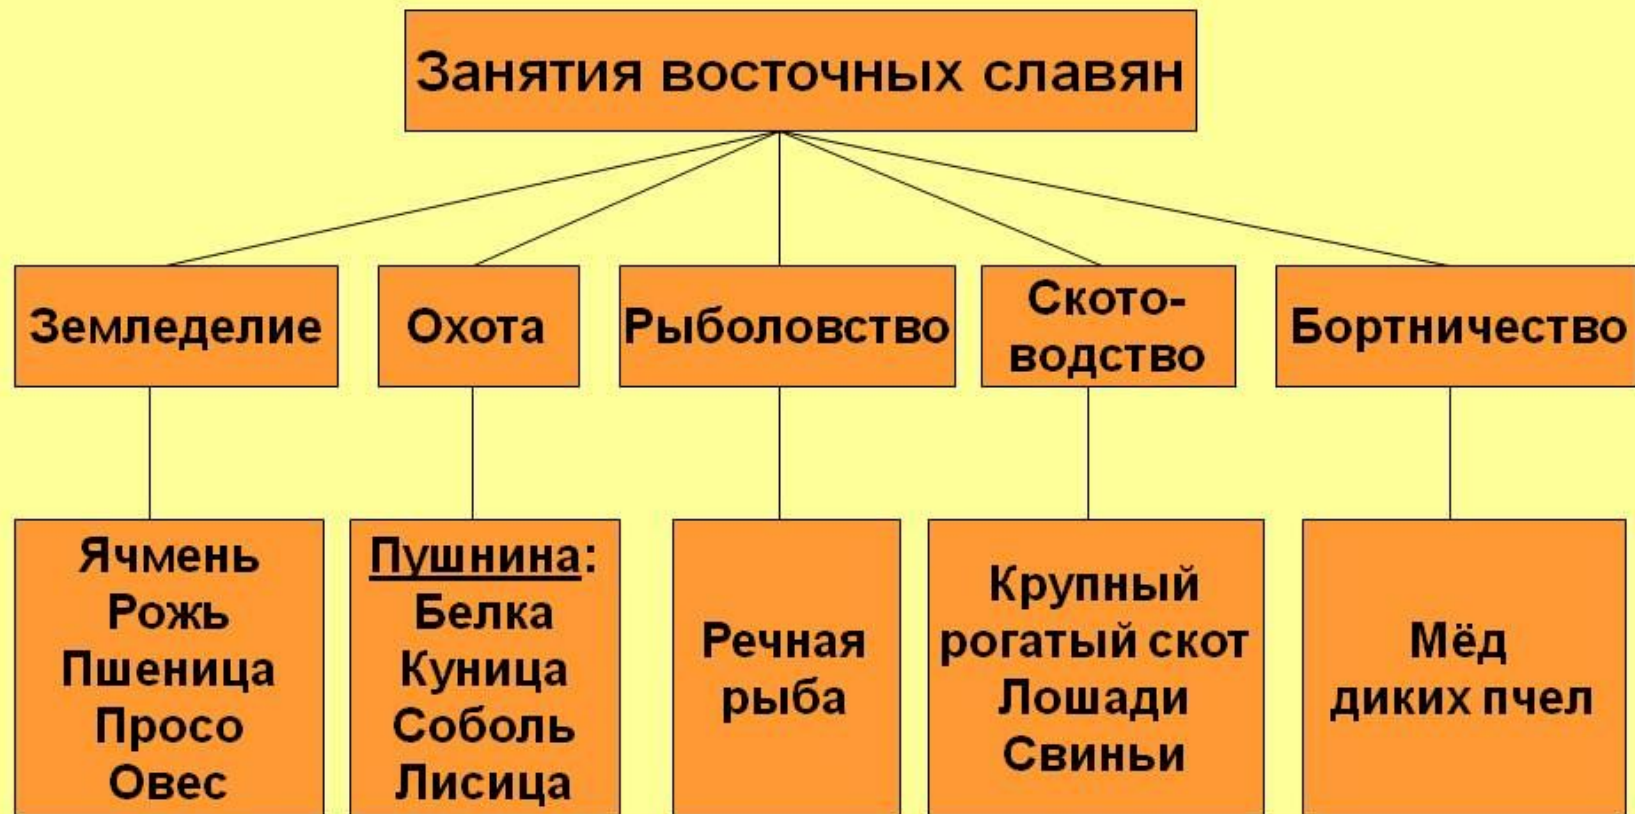 Занятия восточных славян
Земледелие
Охота
Рыболовство
Ското-
водство
Бортничество
Ячмень
Рожь
Пшеница
Просо
Овес
Пушнина:
Белка
Куница
Соболь
Лисица
Речная
рыба
Крупный
рогатый скот
Лошади
Свиньи
Мёд
диких пчел